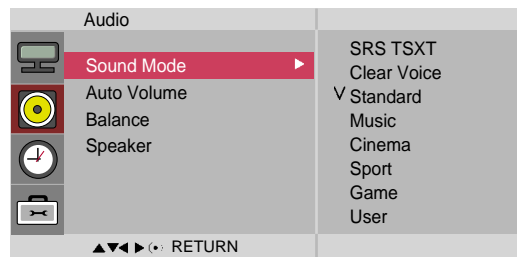 Audio
Sound Mode
Auto Volume
Balance
Speaker
SRS TSXT
Clear Voice
Standard
Music
Cinema
Sport
Game
User
RETURN